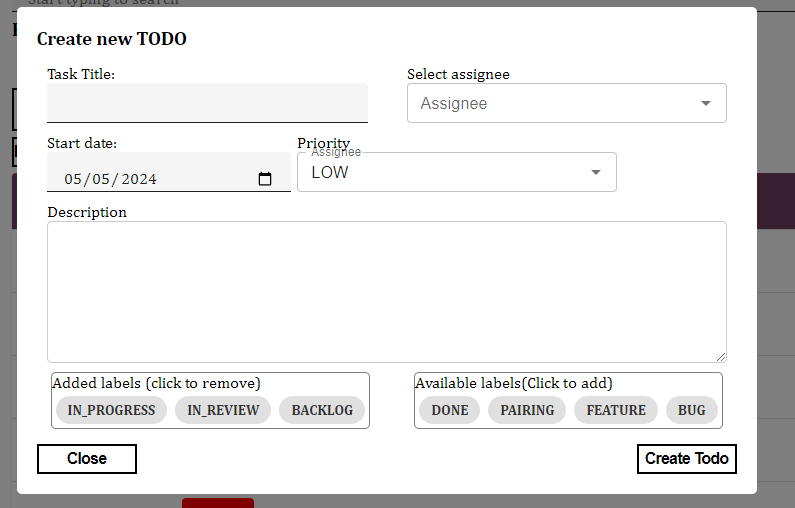 Start typing to search
Create new TODO
Task Title:
Select assignee
Assignee
Start date:
Priority
Assignee
05/05/2024
LOW
Description
Added labels (click to remove)
Available labels(Click to add)
IN_PROGRESS IN_REVIEW BACKLOG
DONE PAIRING FEATURE BUG
Close
Create Todo